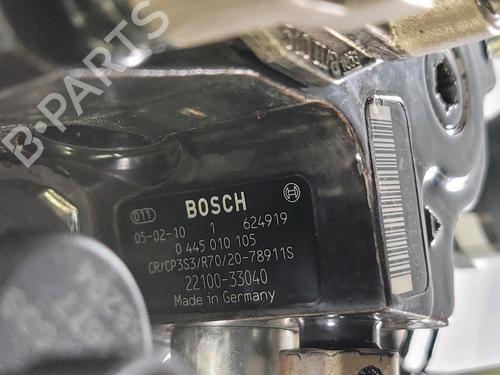 B-PARTS
011 BOSCH
05-02-10 1 624919
0 445 010 105
CR/CP3S3/R70/20-78911S
22100-33040
Made in Germany